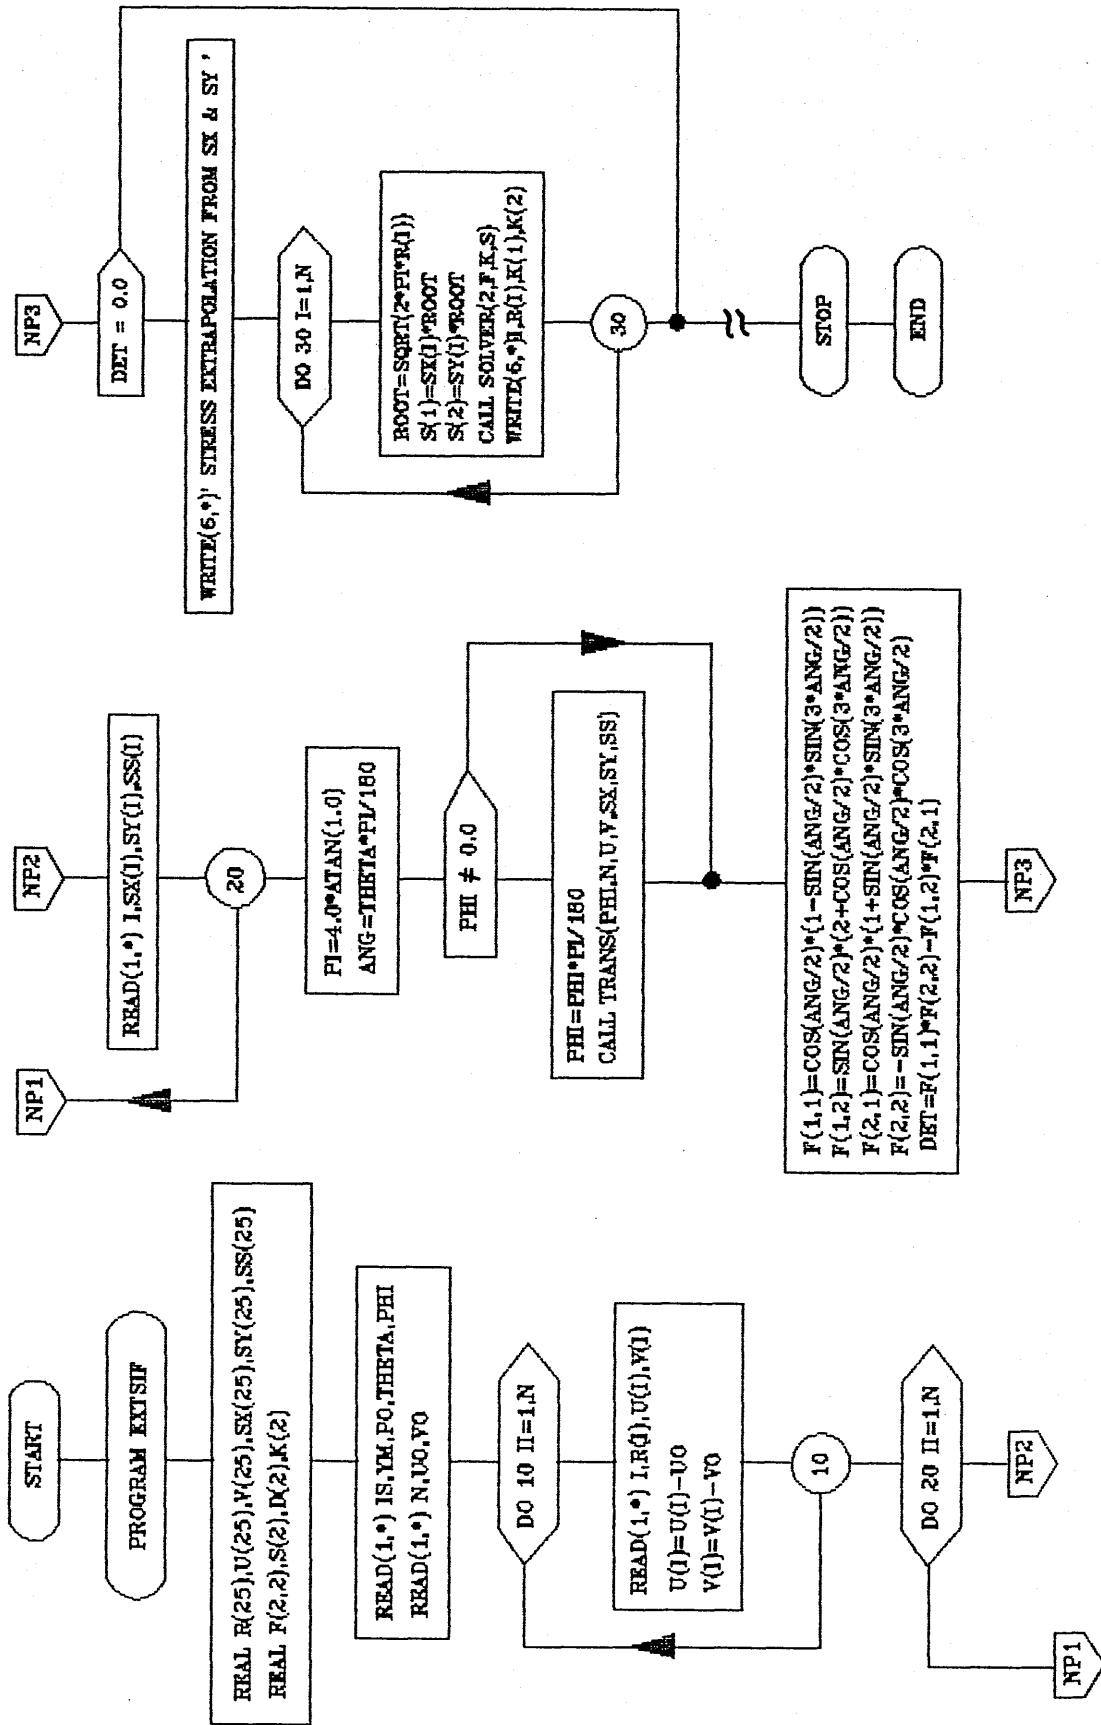 START
PROGRAM EXTSIF
REAL R(25),U(25),V(25),SX(25),SY(25),SS(25)
REAL F(2,2),S(2),D(2),K(2)
READ(1,*) IS,YM,PO,THETA,PHI
READ(1,*) N,UO,VO
DO 10 II=1,N
READ(1,*) I,R(I),U(I),V(I)
U(I)=U(I)-UO
V(I)=V(I)-VO
10
DO 20 II=1,N
NP1
NP2
NP1
NP2
READ(1,*) I,SX(I),SY(I),SS(I)
20
PI=4.0*ATAN(1.0)
ANG=THETA*PI/180
PHI ≠ 0.0
PHI=PHI*PI/180
CALL TRANS(PHI,N,U,V,SX,SY,SS)
F(1,1)=COS(ANG/2)*(1-SIN(ANG/2)*SIN(3*ANG/2))
F(1,2)=SIN(ANG/2)*(2+COS(ANG/2)*COS(3*ANG/2))
F(2,1)=COS(ANG/2)*(1+SIN(ANG/2)*SIN(3*ANG/2))
F(2,2)=-SIN(ANG/2)*COS(ANG/2)*COS(3*ANG/2)
DET=F(1,1)*F(2,2)-F(1,2)*F(2,1)
NP3
NP3
DET = 0.0
WRITE(6,*)' STRESS EXTRAPOLATION FROM SX & SY '
DO 30 I=1,N
ROOT=SQRT(2*PI*R(I))
S(1)=SX(I)*ROOT
S(2)=SY(I)*ROOT
CALL SOLVER(2,F,K,S)
WRITE(6,*)I,R(I),K(1),K(2)
30
STOP
END